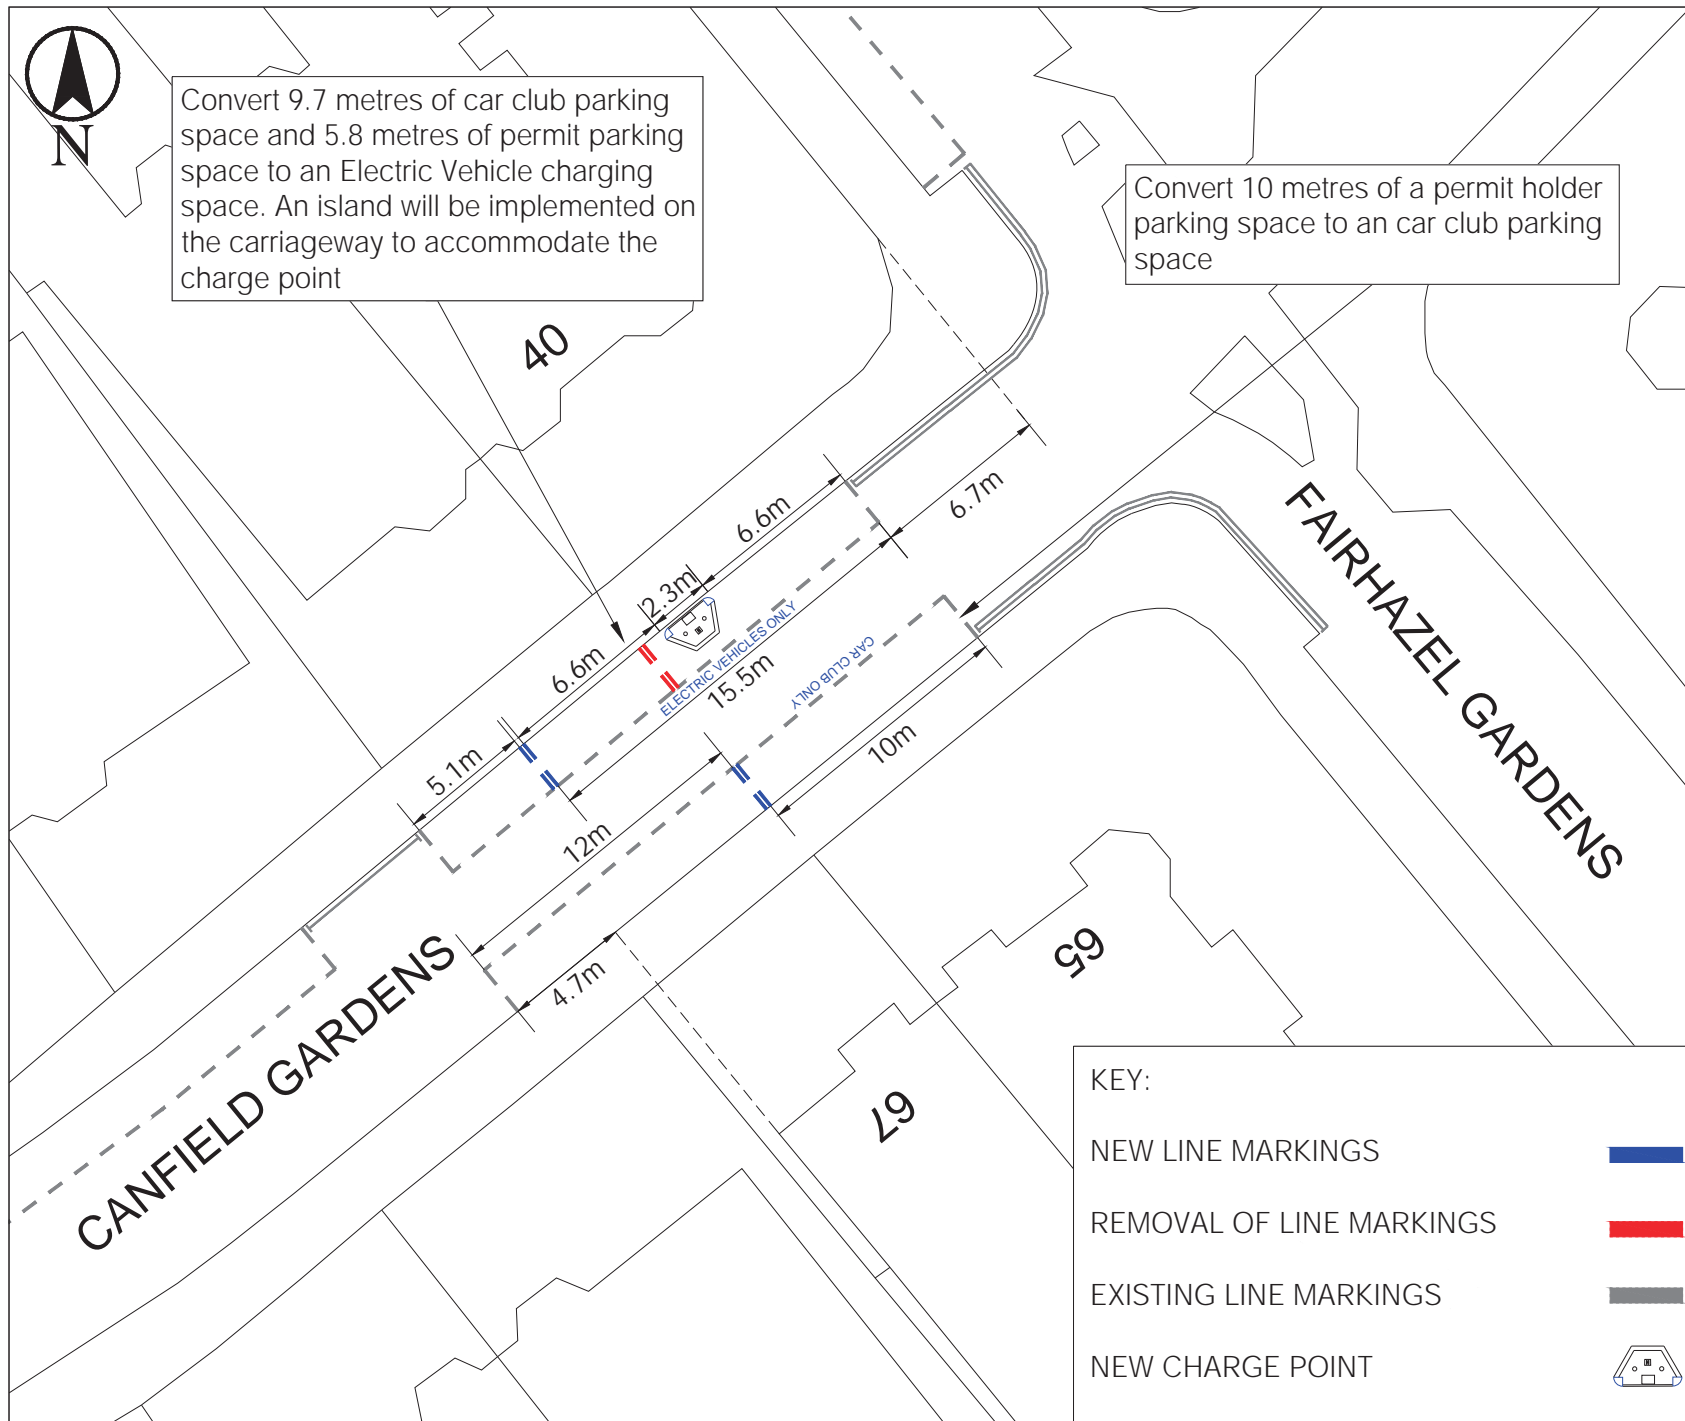 N
Convert 9.7 metres of car club parking
space and 5.8 metres of permit parking
space to an Electric Vehicle charging
space. An island will be implemented on
the carriageway to accommodate the
charge point
Convert 10 metres of a permit holder
parking space to an car club parking
space
40
6.7m
6.6m
2.3m
6.6m
ELECTRIC VEHICLES ONLY
15.5m
CAR CLUB ONLY
5.1m
10m
12m
4.7m
FAIRHAZEL GARDENS
CANFIELD GARDENS
65
67
KEY:
NEW LINE MARKINGS
REMOVAL OF LINE MARKINGS
EXISTING LINE MARKINGS
NEW CHARGE POINT